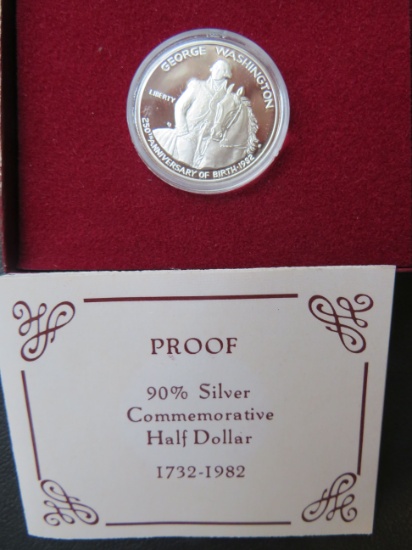 GEORGE WASHINGTON
LIBERTY
250TH ANNIVERSARY OF BIRTH·1982
PROOF
90% Silver
Commemorative
Half Dollar
1732-1982